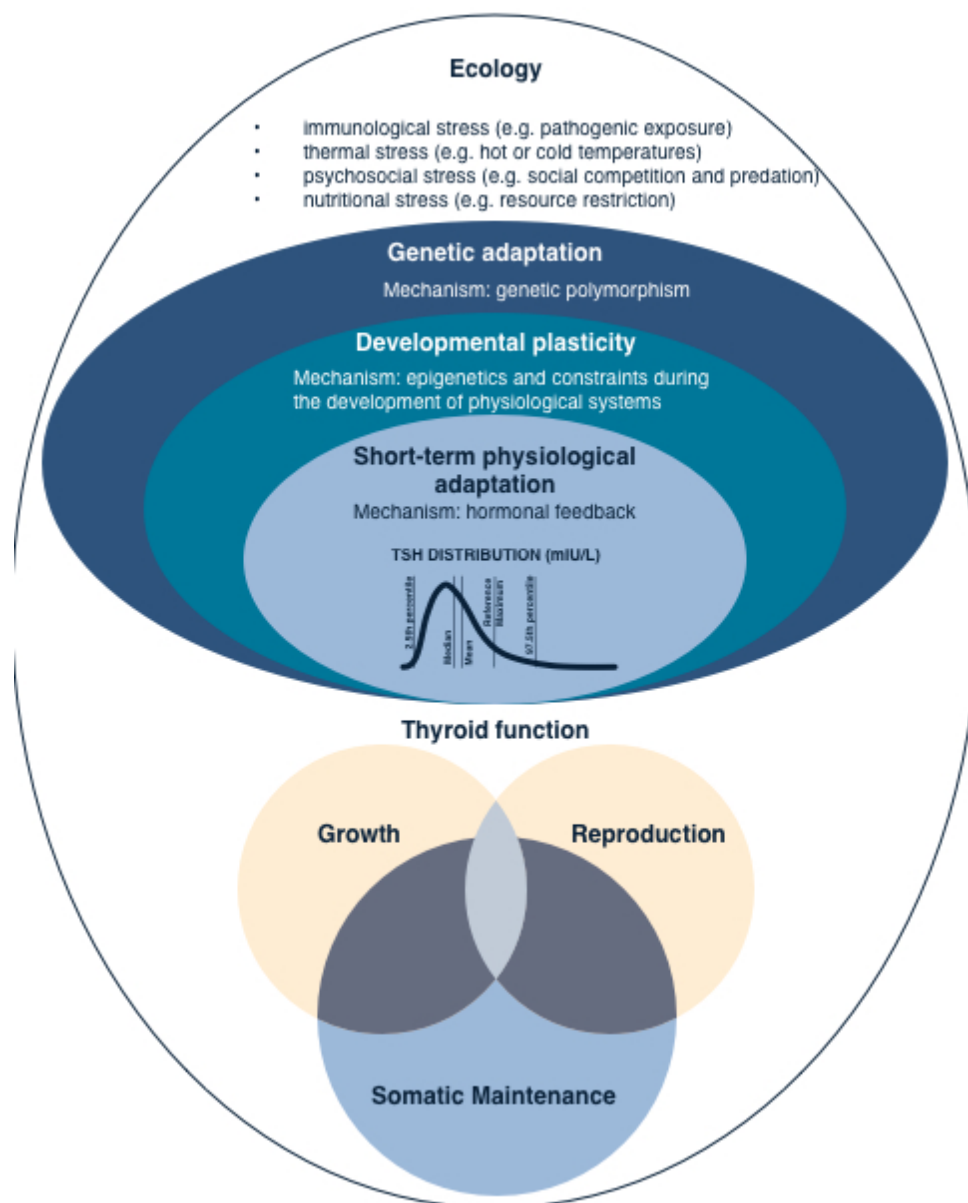 Ecology
· immunological stress (e.g. pathogenic exposure)
· thermal stress (e.g. hot or cold temperatures)
· psychosocial stress (e.g. social competition and predation)
· nutritional stress (e.g. resource restriction)
Genetic adaptation
Mechanism: genetic polymorphism
Developmental plasticity
Mechanism: epigenetics and constraints during
the development of physiological systems
Short-term physiological
adaptation
Mechanism: hormonal feedback
TSH DISTRIBUTION (mIU/L)
2.5th percentile
Median
Mean
Reference
Maximum
97.5th percentile
Thyroid function
Growth
Reproduction
Somatic Maintenance